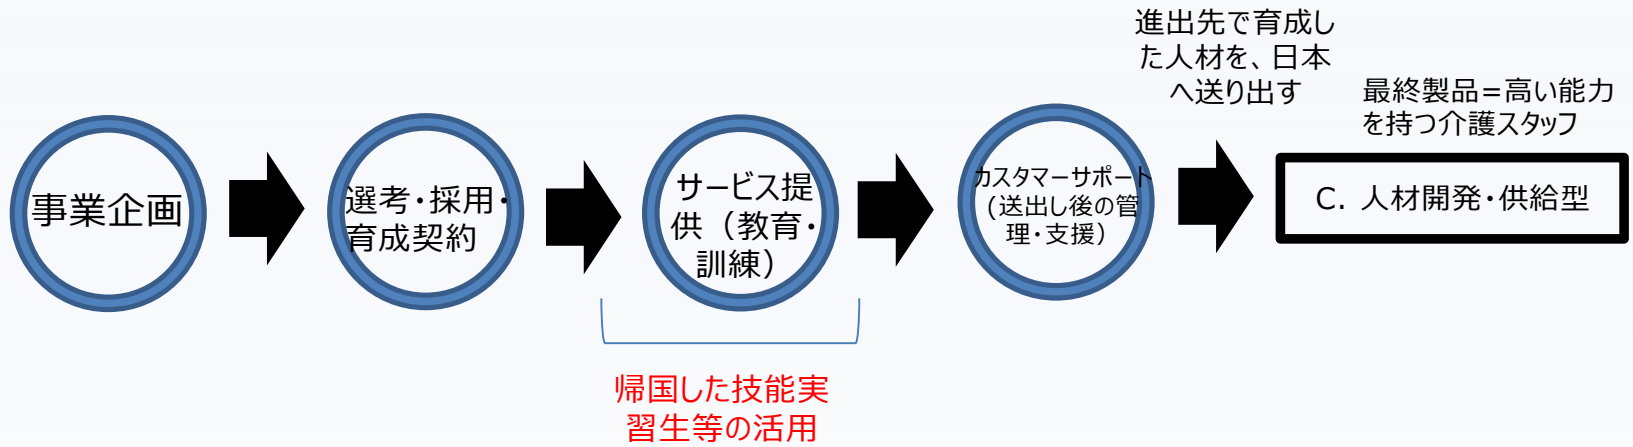 事業企画
選考・採用・
育成契約
サービス提
供（教育・
訓練）
帰国した技能実
習生等の活用
カスタマーサポート
(送出し後の管
理・支援）
進出先で育成し
た人材を、日本
へ送り出す
最終製品=高い能力
を持つ介護スタッフ
C. 人材開発・供給型